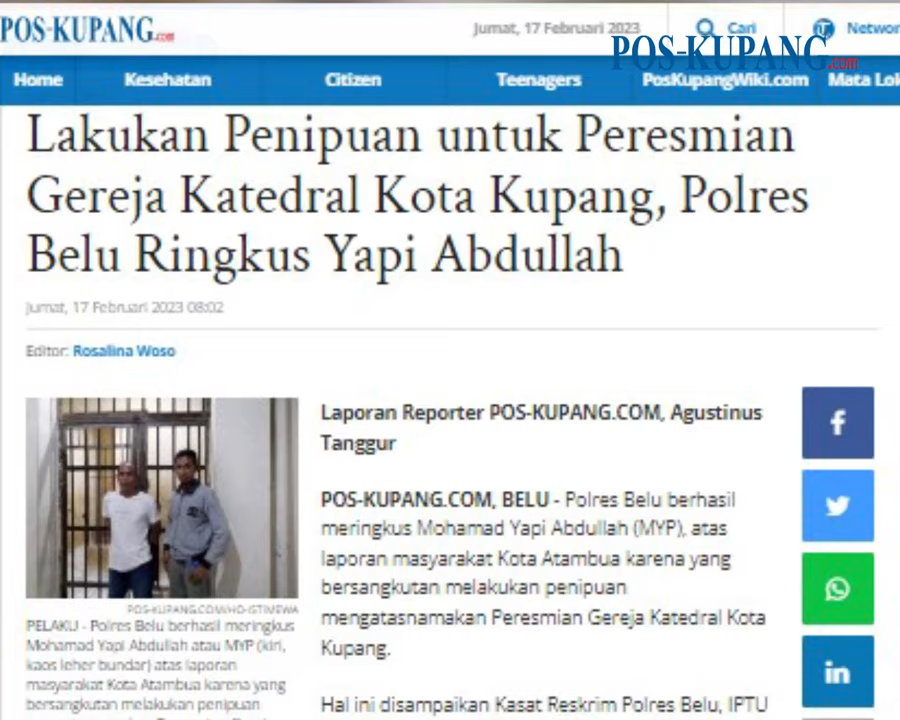 POS-KUPANG.com
Jumat, 17 Februari 2023
Cari
Networ
POS-KUPANG.com
Home Kesehatan Citizen Teenagers PosKupangWiki.com Mata Lok
Lakukan Penipuan untuk Peresmian
Gereja Katedral Kota Kupang, Polres
Belu Ringkus Yapi Abdullah
Jumat, 17 Februari 2023 08:02
Editor: Rosalina Woso
POS-KUPANG.COM/HO-ISTIMEWA
PELAKU - Polres Belu berhasil meringkus
Mohamad Yapi Abdullah atau MYP (kiri,
kaos leher bundar) atas laporan
masyarakat Kota Atambua karena yang
bersangkutan melakukan penipuan
Laporan Reporter POS-KUPANG.COM, Agustinus
Tanggur
POS-KUPANG.COM, BELU - Polres Belu berhasil
meringkus Mohamad Yapi Abdullah (MYP), atas
laporan masyarakat Kota Atambua karena yang
bersangkutan melakukan penipuan
mengatasnamakan Peresmian Gereja Katedral Kota
Kupang.
Hal ini disampaikan Kasat Reskrim Polres Belu, IPTU